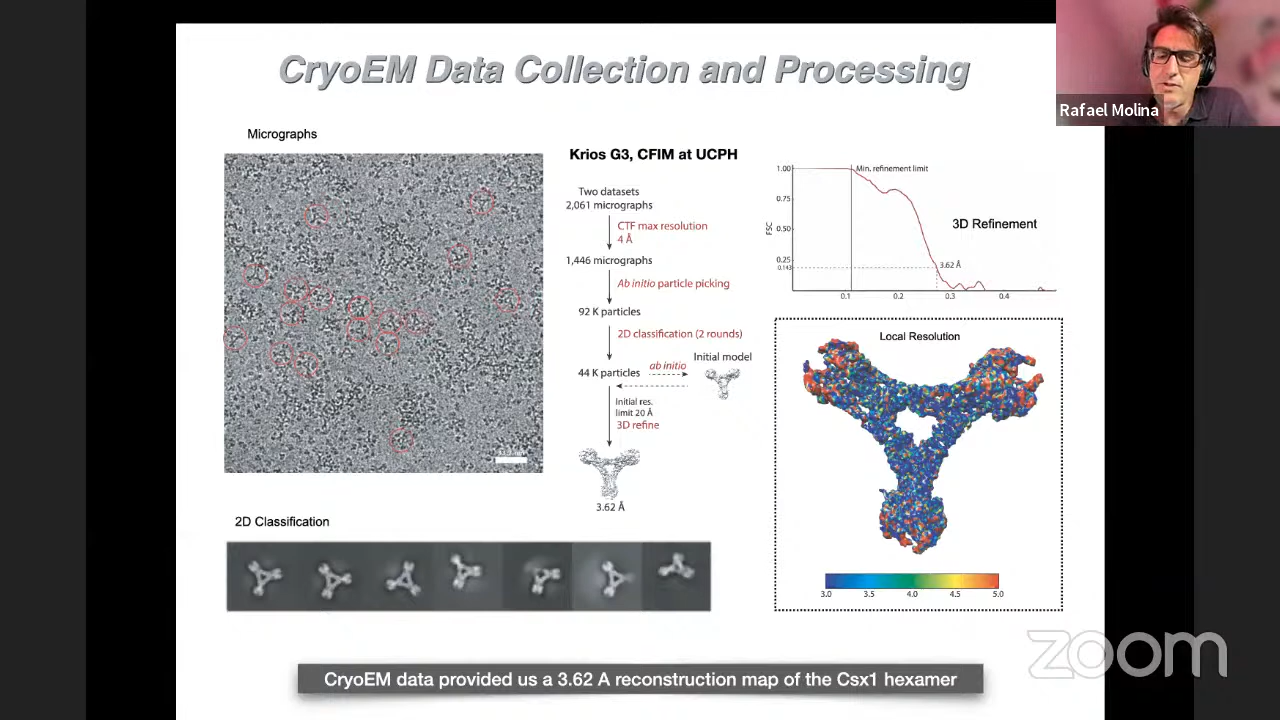 CryoEM Data Collection and Processing
Rafael Molina
Micrographs
Krios G3, CFIM at UCPH
Two datasets
2,061 micrographs
CTF max resolution
4 Å
1,446 micrographs
Ab initio particle picking
92 K particles
2D classification (2 rounds)
44 K particles
ab initio
Initial model
Initial res.
limit 20 Å
3D refine
3.62 Å
1.00
0.75
0.50
0.25
0.143
FSC
Min. refinement limit
3D Refinement
3.62 Å
0.1
0.2
0.3
0.4
Local Resolution
3.0 3.5 4.0 4.5 5.0
2D Classification
CryoEM data provided us a 3.62 A reconstruction map of the Csx1 hexamer
zoom